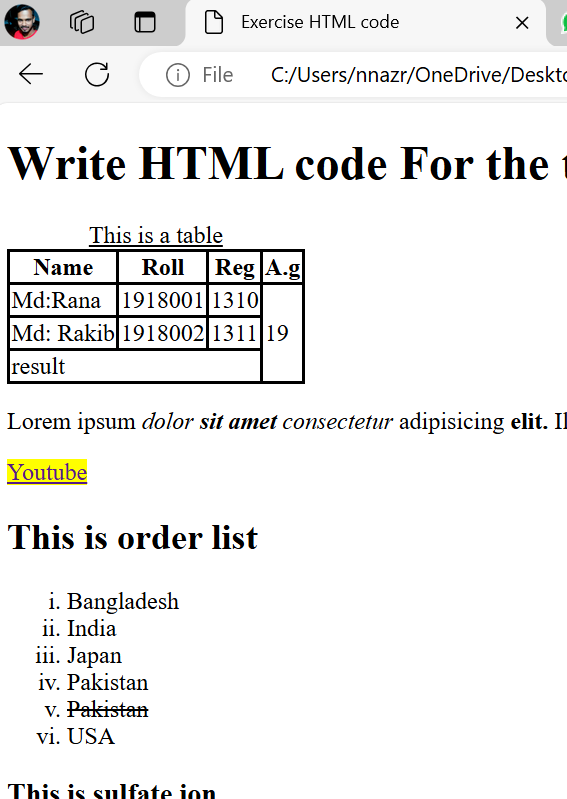 Exercise HTML code
File C:/Users/nnazr/OneDrive/Deskto
Write HTML code For the t
This is a table
Name Roll Reg A.g
Md:Rana 1918001 1310
Md: Rakib 1918002 1311 19
result
Lorem ipsum dolor sit amet consectetur adipisicing elit. Il
Youtube
This is order list
i. Bangladesh
ii. India
iii. Japan
iv. Pakistan
v. Pakistan
vi. USA
This is sulfate ion